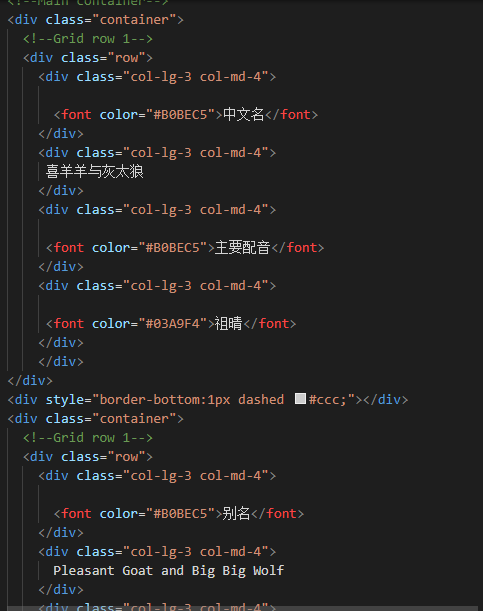 <!--Main container-->
<div class="container">
<!--Grid row 1-->
<div class="row">
<div class="col-lg-3 col-md-4">
<font color="#B0BEC5">中文名</font>
</div>
<div class="col-lg-3 col-md-4">
喜羊羊与灰太狼
</div>
<div class="col-lg-3 col-md-4">
<font color="#B0BEC5">主要配音</font>
</div>
<div class="col-lg-3 col-md-4">
<font color="#03A9F4">祖晴</font>
</div>
</div>
</div>
<div style="border-bottom:1px dashed #ccc;"></div>
<div class="container">
<!--Grid row 1-->
<div class="row">
<div class="col-lg-3 col-md-4">
<font color="#B0BEC5">别名</font>
</div>
<div class="col-lg-3 col-md-4">
Pleasant Goat and Big Big Wolf
</div>
<div class="col-lg-3 col-md-4">